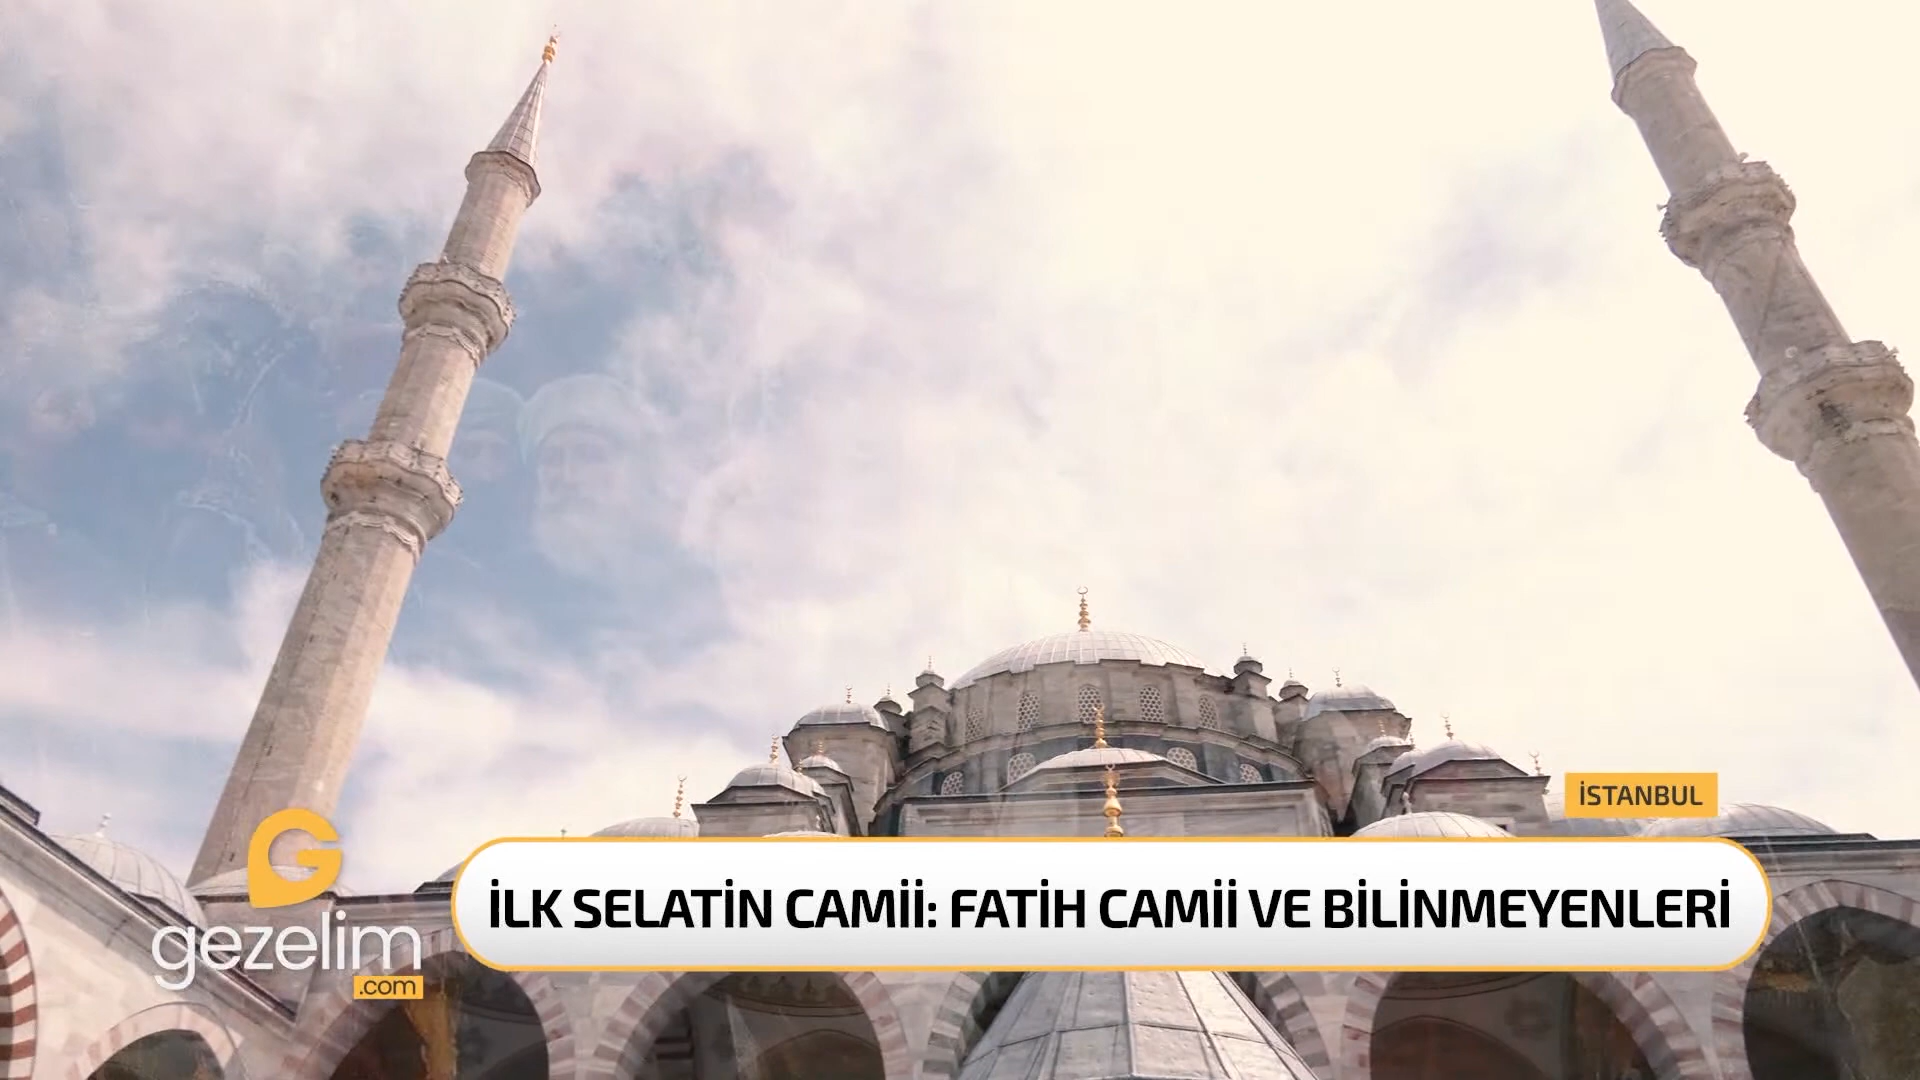 İSTANBUL
İLK SELATİN CAMİİ: FATİH CAMİİ VE BİLİNMEYENLERİ
gezelim
.com